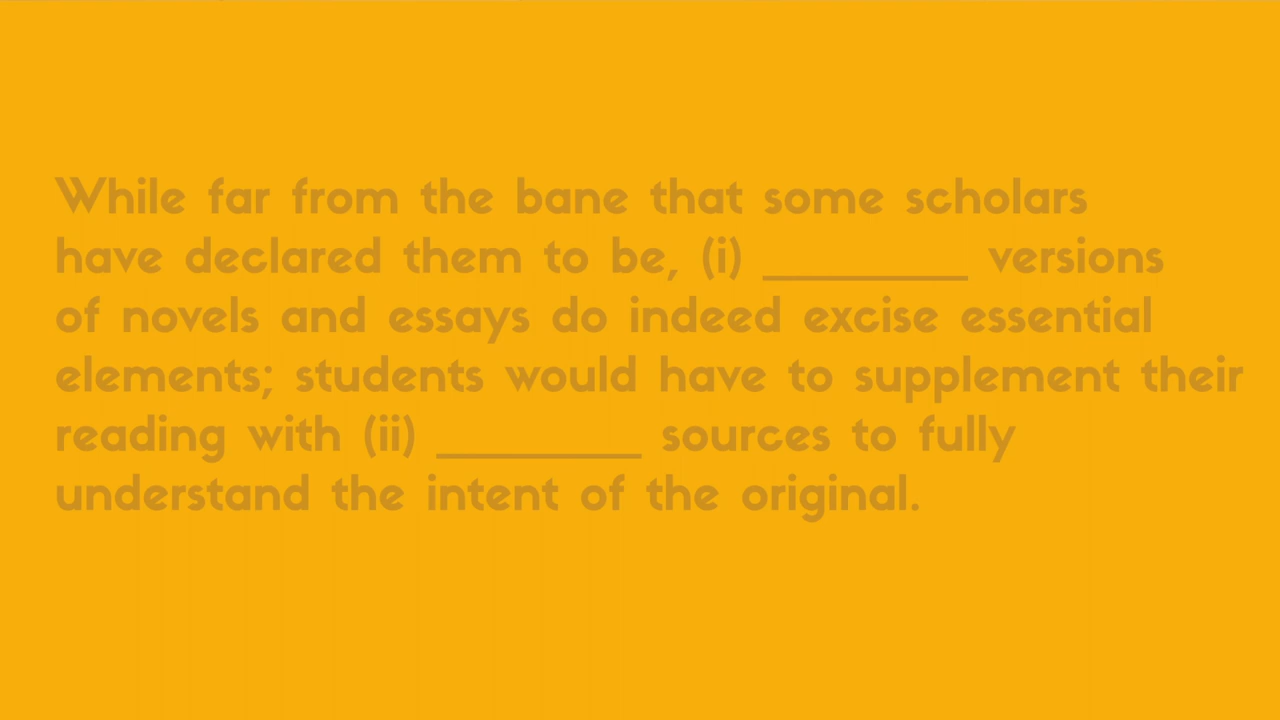 While far from the bane that some scholars
have declared them to be, (i) __________ versions
of novels and essays do indeed excise essential
elements; students would have to supplement their
reading with (ii) __________ sources to fully
understand the intent of the original.